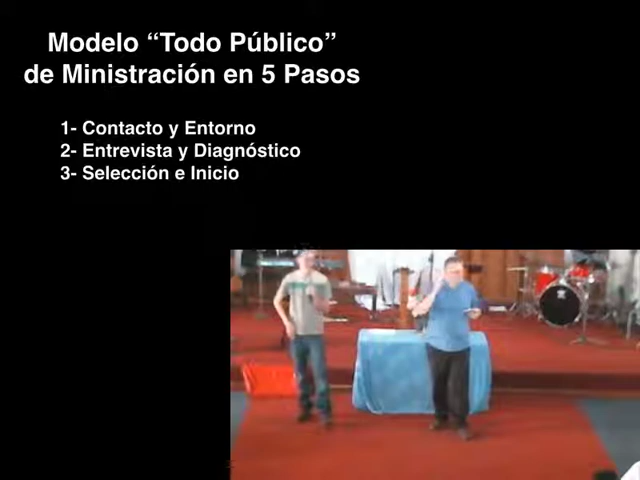 Modelo “Todo Público”
de Ministración en 5 Pasos
1- Contacto y Entorno
2- Entrevista y Diagnóstico
3- Selección e Inicio